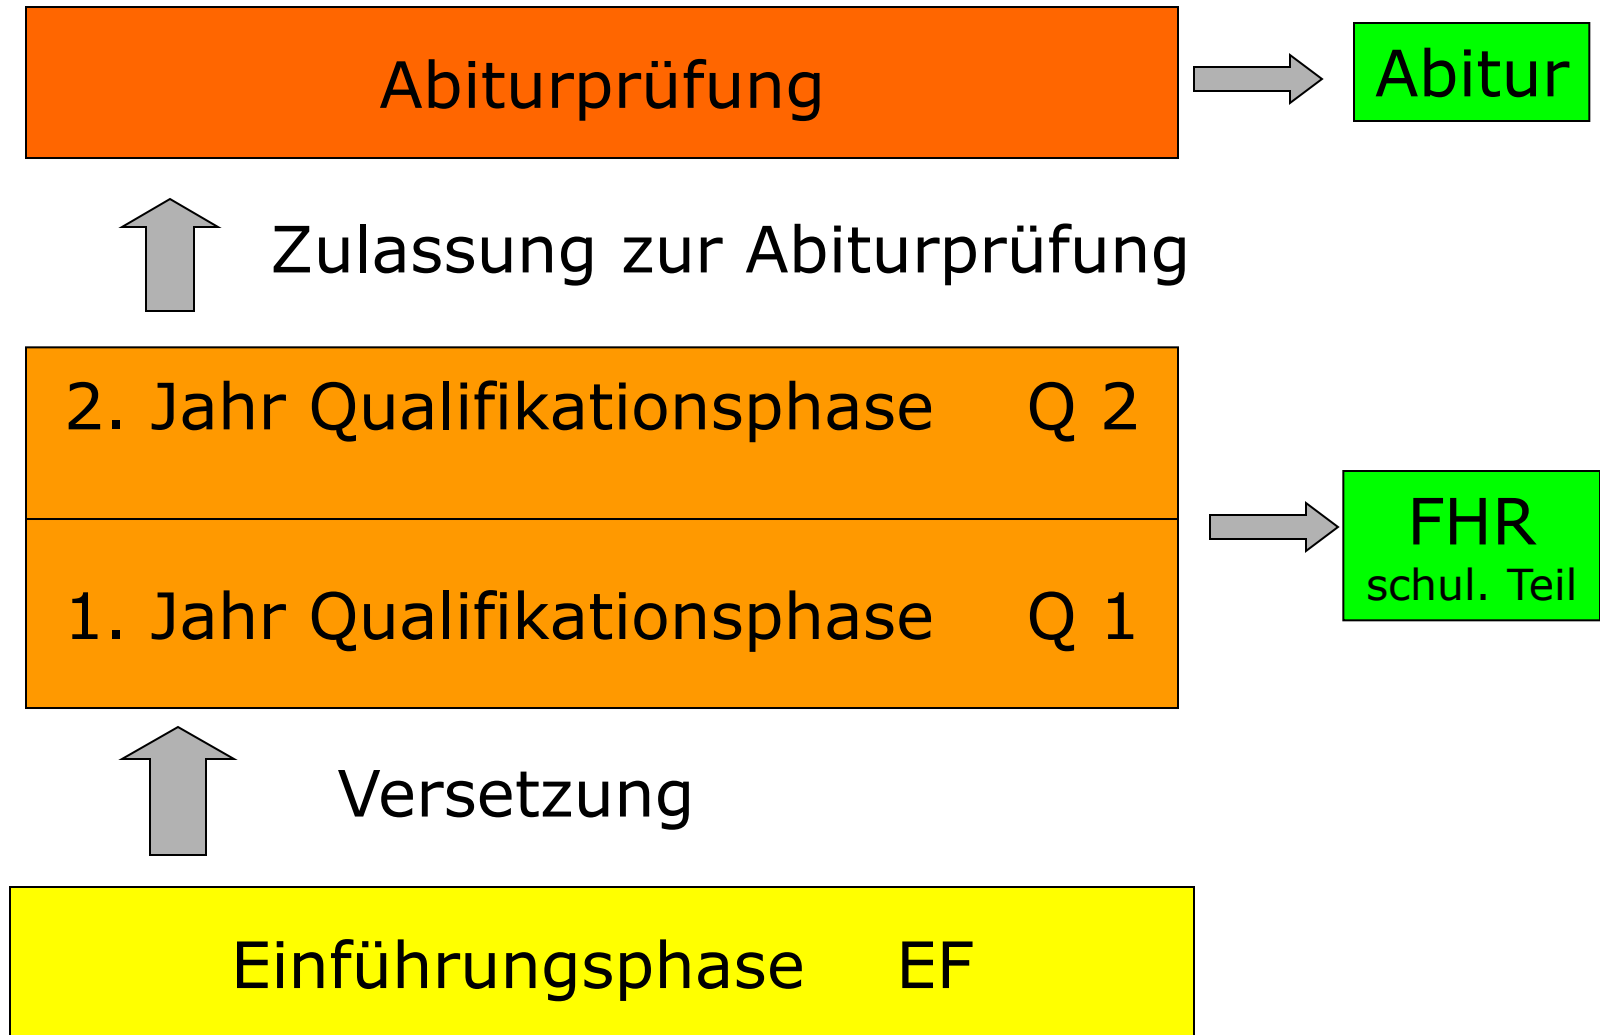 Abiturprüfung
Abitur
Zulassung zur Abiturprüfung
2. Jahr Qualifikationsphase Q 2
FHR
schul. Teil
1. Jahr Qualifikationsphase Q 1
Versetzung
Einführungsphase EF